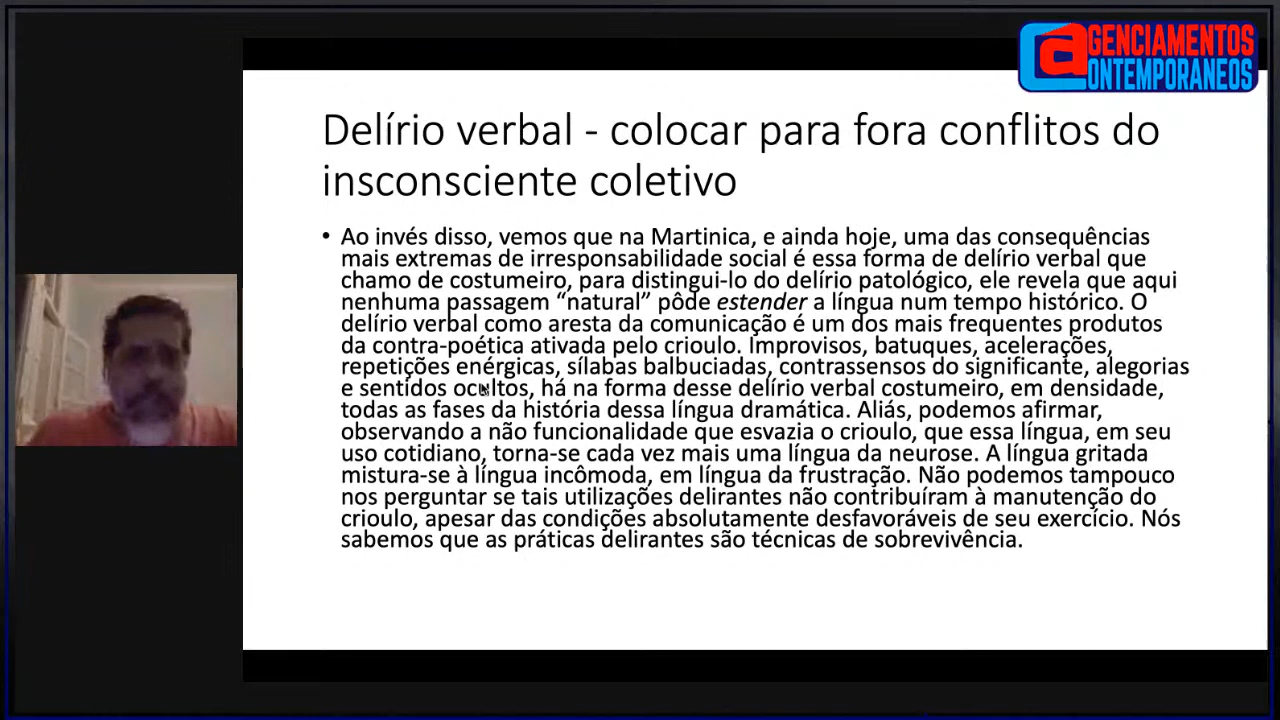 AGENCIAMENTOS
CONTEMPORANEOS
Delírio verbal - colocar para fora conflitos do
insconsciente coletivo
• Ao invés disso, vemos que na Martinica, e ainda hoje, uma das consequências
mais extremas de irresponsabilidade social é essa forma de delírio verbal que
chamo de costumeiro, para distingui-lo do delírio patológico, ele revela que aqui
nenhuma passagem “natural” pôde estender a língua num tempo histórico. O
delírio verbal como aresta da comunicação é um dos mais frequentes produtos
da contra-poética ativada pelo crioulo. Improvisos, batuques, acelerações,
repetições enérgicas, sílabas balbuciadas, contrassensos do significante, alegorias
e sentidos ocultos, há na forma desse delírio verbal costumeiro, em densidade,
todas as fases da história dessa língua dramática. Aliás, podemos afirmar,
observando a não funcionalidade que esvazia o crioulo, que essa língua, em seu
uso cotidiano, torna-se cada vez mais uma língua da neurose. A língua gritada
mistura-se à língua incômoda, em língua da frustração. Não podemos tampouco
nos perguntar se tais utilizações delirantes não contribuíram à manutenção do
crioulo, apesar das condições absolutamente desfavoráveis de seu exercício. Nós
sabemos que as práticas delirantes são técnicas de sobrevivência.